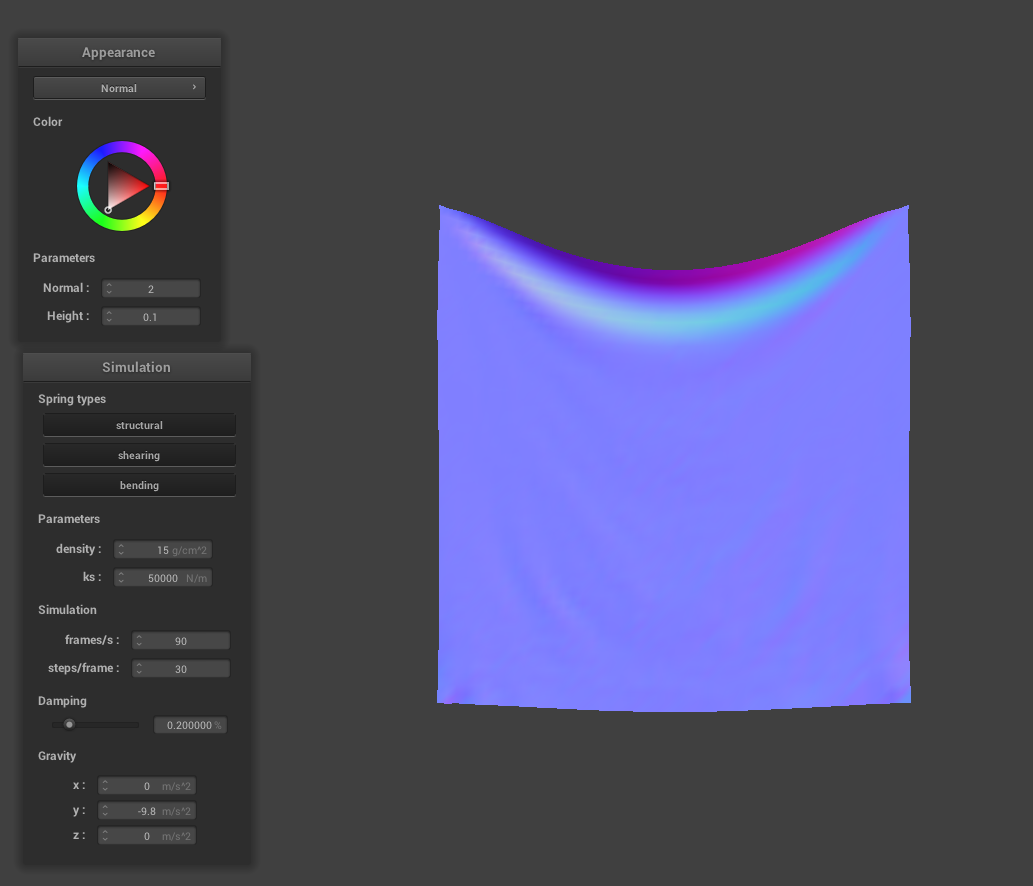 Appearance
Normal ›
Color
Parameters
Normal : 2
Height : 0.1
Simulation
Spring types
structural
shearing
bending
Parameters
density : 15 g/cm^2
ks : 50000 N/m
Simulation
frames/s : 90
steps/frame : 30
Damping
0.200000 %
Gravity
x : 0 m/s^2
y : -9.8 m/s^2
z : 0 m/s^2